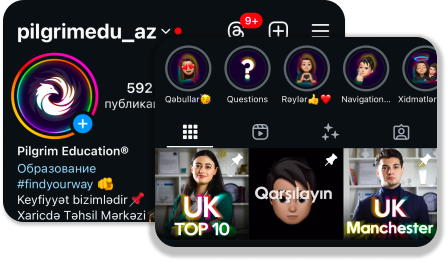 pilgrimedu_az
9+
592
публикац
Pilgrim Education®
Образование
#findyourway
Keyfiyyət bizimlədir
Xaricdə Təhsil Mərkəzi
Qəbullar
Questions
Rəylər
Navigation...
Xidmətlər
UK
TOP 10
Qarşılayın
UK
Manchester